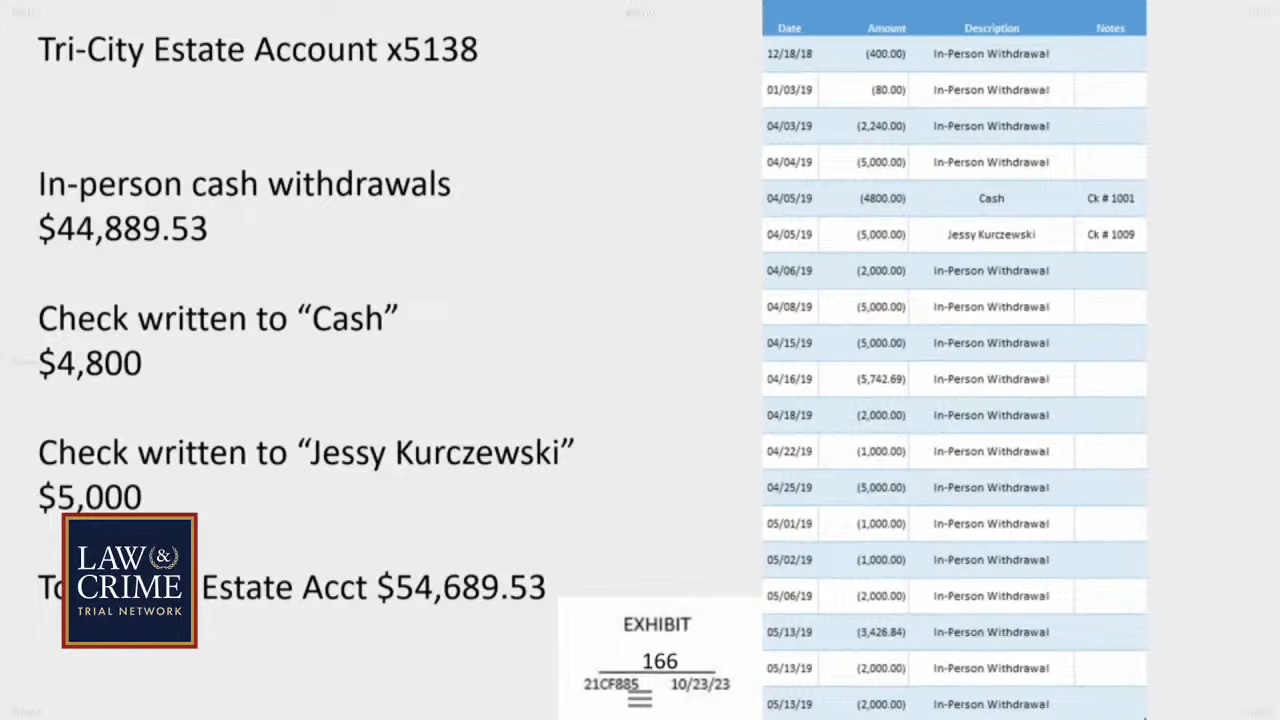 Tri-City Estate Account x5138
In-person cash withdrawals
$44,889.53
Check written to “Cash”
$4,800
Check written to “Jessy Kurczewski”
$5,000
LAW &
CRIME
TRIAL NETWORK
Estate Acct $54,689.53
EXHIBIT
166
21CF885 10/23/23
Date Amount Description Notes
12/18/18 (400.00) In-Person Withdrawal
01/03/19 (80.00) In-Person Withdrawal
04/03/19 (2,240.00) In-Person Withdrawal
04/04/19 (5,000.00) In-Person Withdrawal
04/05/19 (4800.00) Cash Ck # 1001
04/05/19 (5,000.00) Jessy Kurczewski Ck # 1009
04/06/19 (2,000.00) In-Person Withdrawal
04/08/19 (5,000.00) In-Person Withdrawal
04/15/19 (5,000.00) In-Person Withdrawal
04/16/19 (5,742.69) In-Person Withdrawal
04/18/19 (2,000.00) In-Person Withdrawal
04/22/19 (1,000.00) In-Person Withdrawal
04/25/19 (5,000.00) In-Person Withdrawal
05/01/19 (1,000.00) In-Person Withdrawal
05/02/19 (1,000.00) In-Person Withdrawal
05/06/19 (2,000.00) In-Person Withdrawal
05/13/19 (3,426.84) In-Person Withdrawal
05/13/19 (2,000.00) In-Person Withdrawal
05/13/19 (2,000.00) In-Person Withdrawal